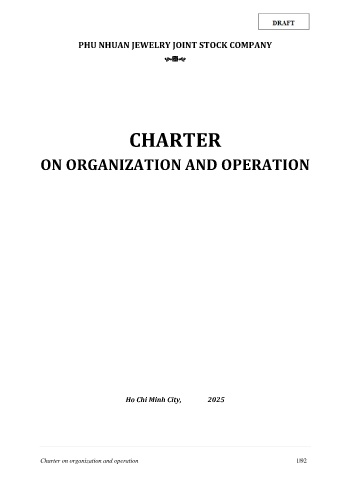 DRAFT
PHU NHUAN JEWELRY JOINT STOCK COMPANY
CHARTER
ON ORGANIZATION AND OPERATION
Ho Chi Minh City, 2025
Charter on organization and operation 1|92